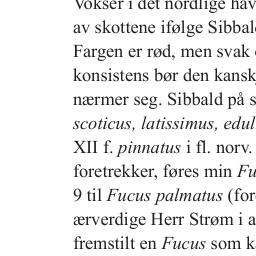 Vokser i det nordlige hav
av skottene ifølge Sibbal
Fargen er rød, men svak
konsistens bør den kansk
nærmer seg. Sibbald på s
scoticus, latissimus, edul
XII f. pinnatus i fl. norv.
foretrekker, føres min Fu
9 til Fucus palmatus (for
ærverdige Herr Strøm i a
fremstilt en Fucus som k